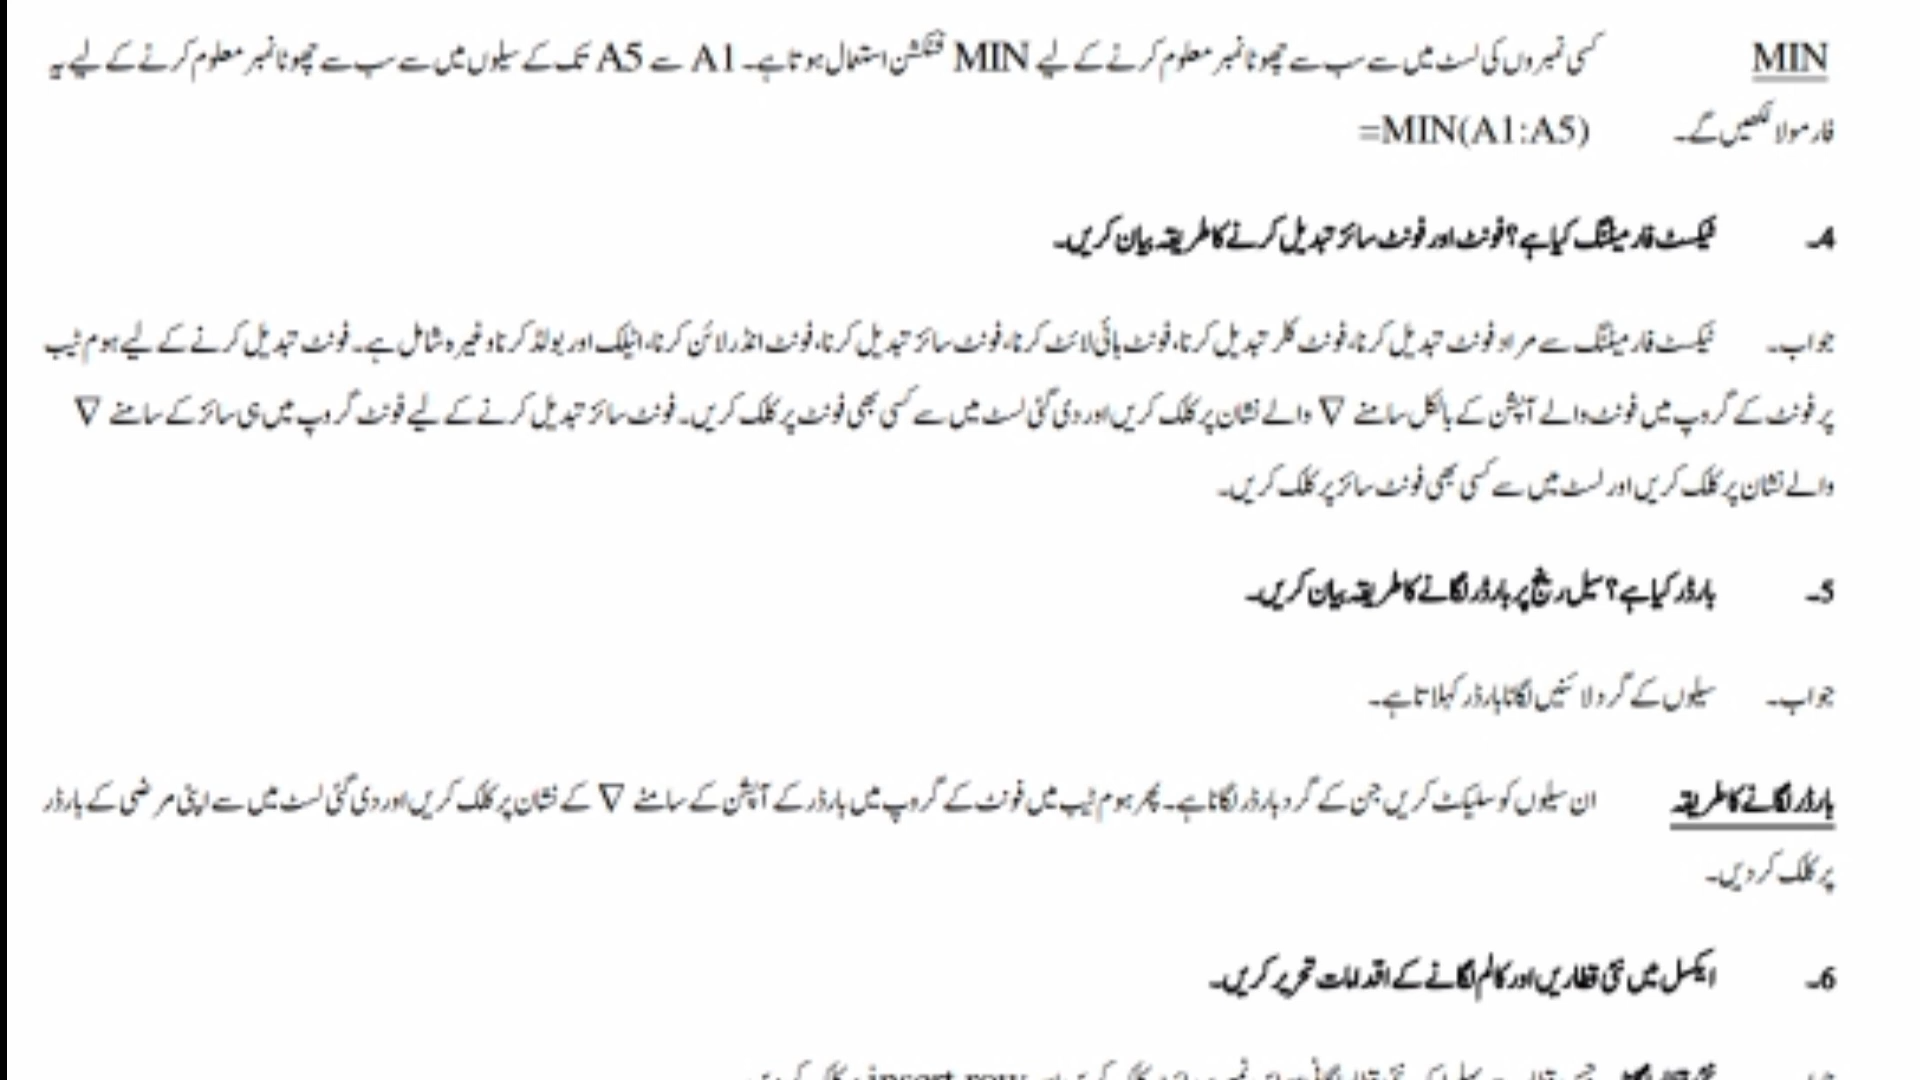 MIN کسی نمبروں کی لسٹ میں سے سب سے چھوٹا نمبر معلوم کرنے کے لیے MIN فنکشن استعمال ہوتا ہے۔ A1 سے A5 تک کے سیلوں میں سے سب سے چھوٹا نمبر معلوم کرنے کے لیے یہ
فارمولا لکھیں گے۔ =MIN(A1:A5)
4۔ ٹیکسٹ فارمیٹنگ کیا ہے؟ فونٹ اور فونٹ سائز تبدیل کرنے کا طریقہ بیان کریں۔
جواب۔ ٹیکسٹ فارمیٹنگ سے مراد فونٹ تبدیل کرنا، فونٹ کلر تبدیل کرنا، فونٹ ہائی لائٹ کرنا، فونٹ سائز تبدیل کرنا، فونٹ انڈر لائن کرنا، اٹیلک اور بولڈ کرنا وغیرہ شامل ہے۔ فونٹ تبدیل کرنے کے لیے ہوم ٹیب
پر فونٹ کے گروپ میں فونٹ والے آپشن کے بالکل سامنے ∇ والے نشان پر کلک کریں اور دی گئی لسٹ میں سے کسی بھی فونٹ پر کلک کریں۔ فونٹ سائز تبدیل کرنے کے لیے فونٹ گروپ میں ہی سائز کے سامنے ∇
والے نشان پر کلک کریں اور لسٹ میں سے کسی بھی فونٹ سائز پر کلک کریں۔
5۔ بارڈر کیا ہے؟ سیل رینج پر بارڈر لگانے کا طریقہ بیان کریں۔
جواب۔ سیلوں کے گرد لائنیں لگانا بارڈر کہلاتا ہے۔
بارڈر لگانے کا طریقہ ان سیلوں کو سلیکٹ کریں جن کے گرد بارڈر لگانا ہے۔ پھر ہوم ٹیب میں فونٹ کے گروپ میں بارڈر کے آپشن کے سامنے ∇ کے نشان پر کلک کریں اور دی گئی لسٹ میں سے اپنی مرضی کے بارڈر
پر کلک کر دیں۔
6۔ ایکسل میں نئی قطاریں اور کالم لگانے کے اقدامات تحریر کریں۔
insert row